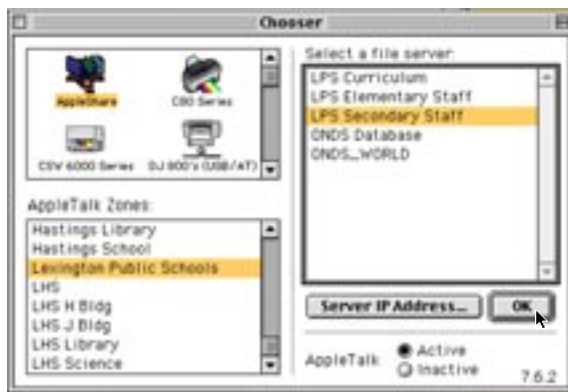 Chooser
AppleShare
C80 Series
CSW 6000 Series
DJ 800's (USB/AT)
AppleTalk Zones:
Hastings Library
Hastings School
Lexington Public Schools
LHS
LHS H Bldg
LHS J Bldg
LHS Library
LHS Science
Select a file server:
LPS Curriculum
LPS Elementary Staff
LPS Secondary Staff
ONDS Database
ONDS_WORLD
Server IP Address...
OK
AppleTalk
Active
Inactive
7.6.2